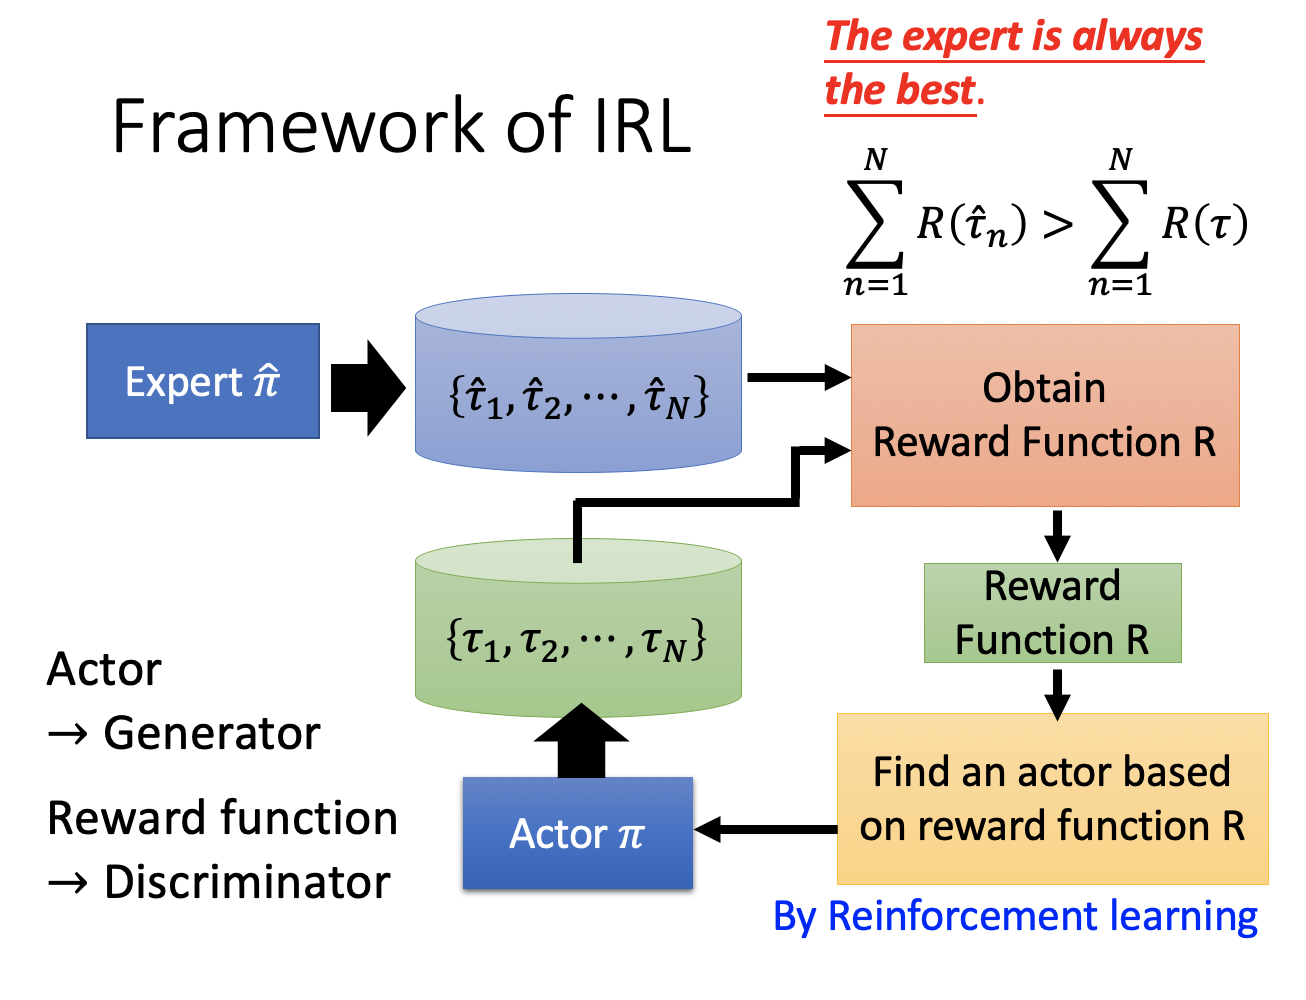 The expert is always
the best.
Framework of IRL
$\sum_{n=1}^{N} R(\hat{\tau}_n) > \sum_{n=1}^{N} R(\tau)$
Expert $\hat{\pi}$
$\{\hat{\tau}_1, \hat{\tau}_2, \cdots, \hat{\tau}_N\}$
Obtain
Reward Function R
$\{\tau_1, \tau_2, \cdots, \tau_N\}$
Reward
Function R
Actor
→ Generator
Reward function
→ Discriminator
Actor $\pi$
Find an actor based
on reward function R
By Reinforcement learning